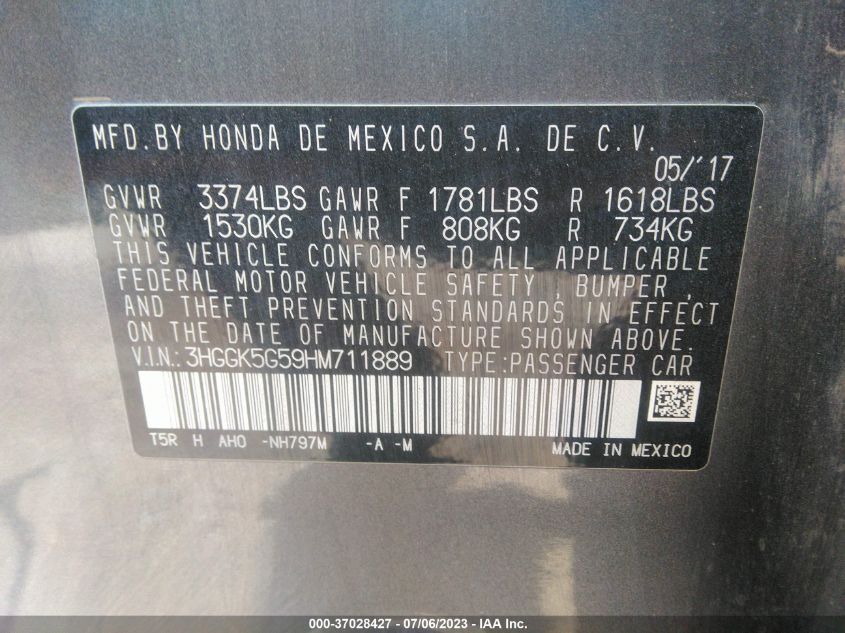 MFD.BY HONDA DE MEXICO S.A. DE C.V.
05/'17
GVWR 3374LBS GAWR F 1781LBS R 1618LBS
GVWR 1530KG GAWR F 808KG R 734KG
THIS VEHICLE CONFORMS TO ALL APPLICABLE
FEDERAL MOTOR VEHICLE SAFETY, BUMPER,
AND THEFT PREVENTION STANDARDS IN EFFECT
ON THE DATE OF MANUFACTURE SHOWN ABOVE.
V.I.N.: 3HGGK5G59HM711889 TYPE:PASSENGER CAR
T5R H AHO -NH797M -A -M MADE IN MEXICO
000-37028427 - 07/06/2023 - IAA Inc.